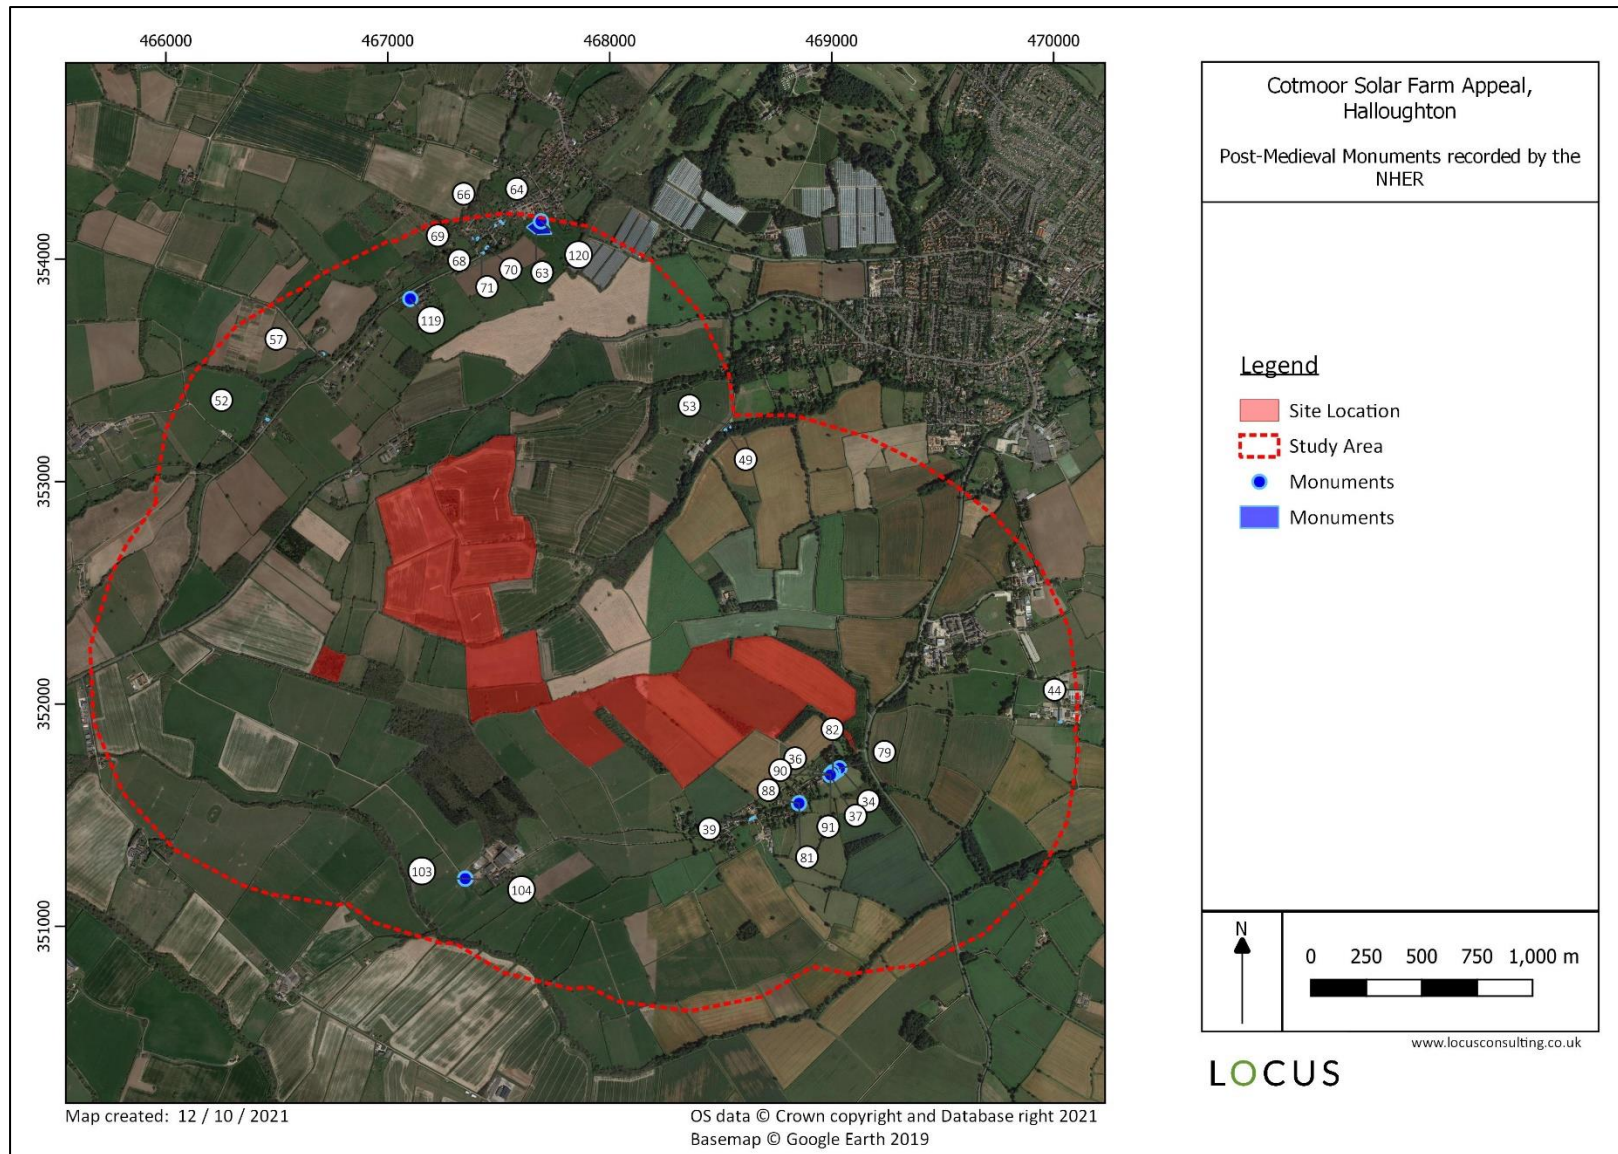 466000 467000 468000 469000 470000
354000
353000
352000
351000
66
64
69
68
70
63
120
71
119
57
52
53
49
44
82
79
36
90
88
34
37
39
91
81
103
104
Map created: 12 / 10 / 2021
OS data © Crown copyright and Database right 2021
Basemap © Google Earth 2019
Cotmoor Solar Farm Appeal,
Halloughton
Post-Medieval Monuments recorded by the
NHER
Legend
Site Location
Study Area
Monuments
Monuments
N
0 250 500 750 1,000 m
www.locusconsulting.co.uk
LOCUS